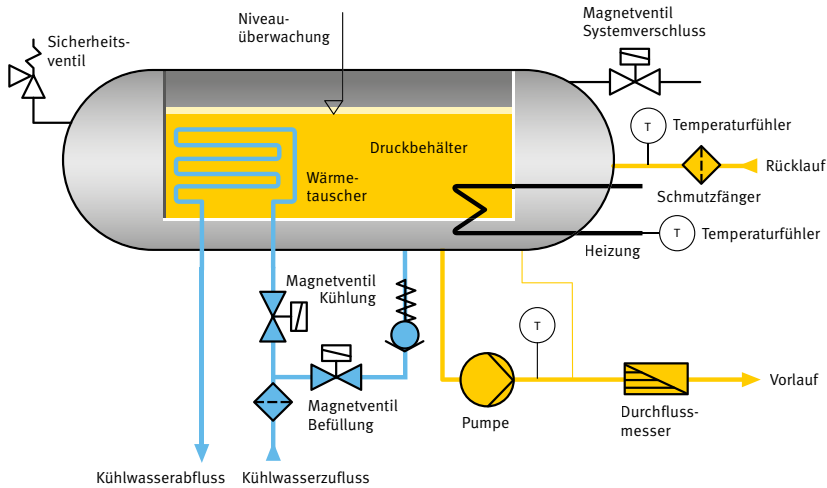 Niveau-
überwachung
Magnetventil
Systemverschluss
Sicherheits-
ventil
T
Temperaturfühler
Druckbehälter
Rücklauf
Wärme-
tauscher
Schmutzfänger
T
Temperaturfühler
Heizung
Magnetventil
Kühlung
T
Vorlauf
Magnetventil
Befüllung
Pumpe
Durchfluss-
messer
Kühlwasserabfluss
Kühlwasserzufluss